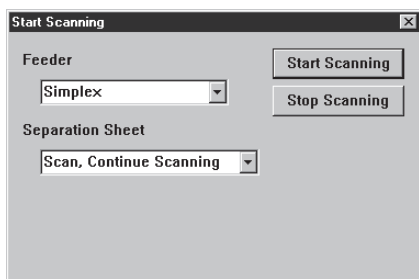 Start Scanning
Feeder
Simplex
Separation Sheet
Scan, Continue Scanning
Start Scanning
Stop Scanning